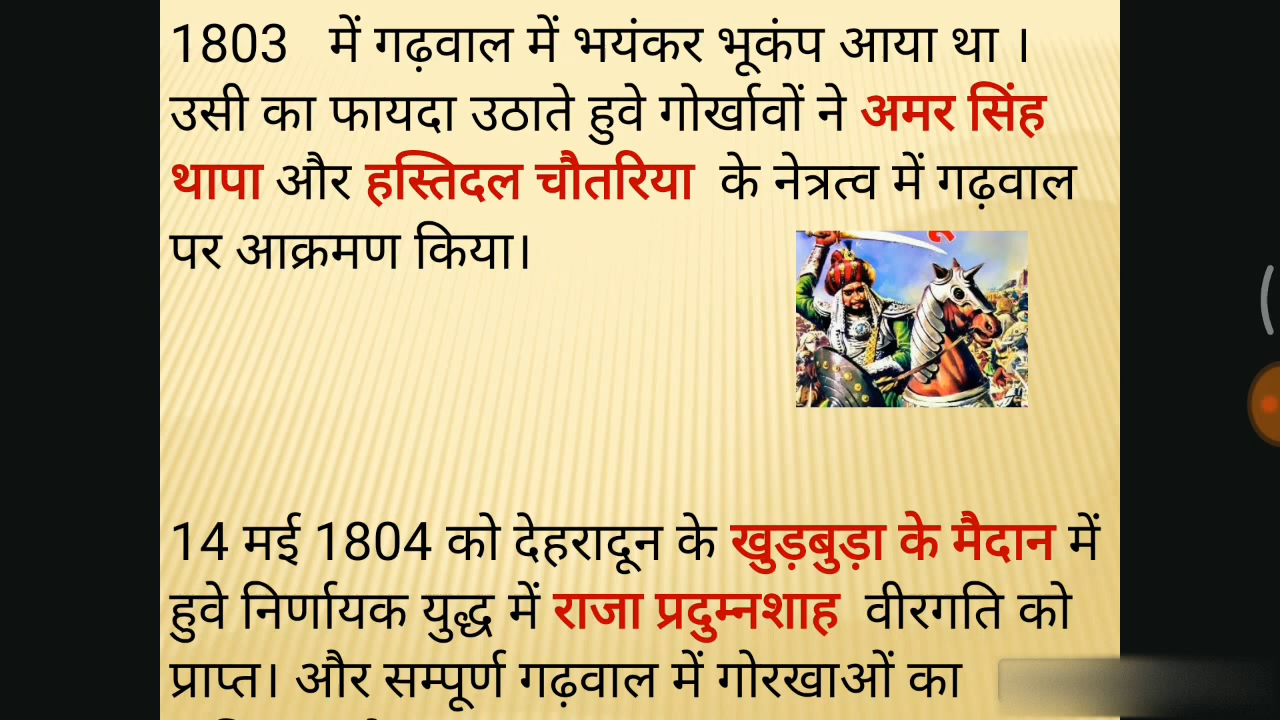 1803 में गढ़वाल में भयंकर भूकंप आया था ।
उसी का फायदा उठाते हुवे गोर्खावों ने अमर सिंह
थापा और हस्तिदल चौतरिया के नेत्रत्व में गढ़वाल
पर आक्रमण किया।
14 मई 1804 को देहरादून के खुड़बुड़ा के मैदान में
हुवे निर्णायक युद्ध में राजा प्रदुम्नशाह वीरगति को
प्राप्त। और सम्पूर्ण गढ़वाल में गोरखाओं का